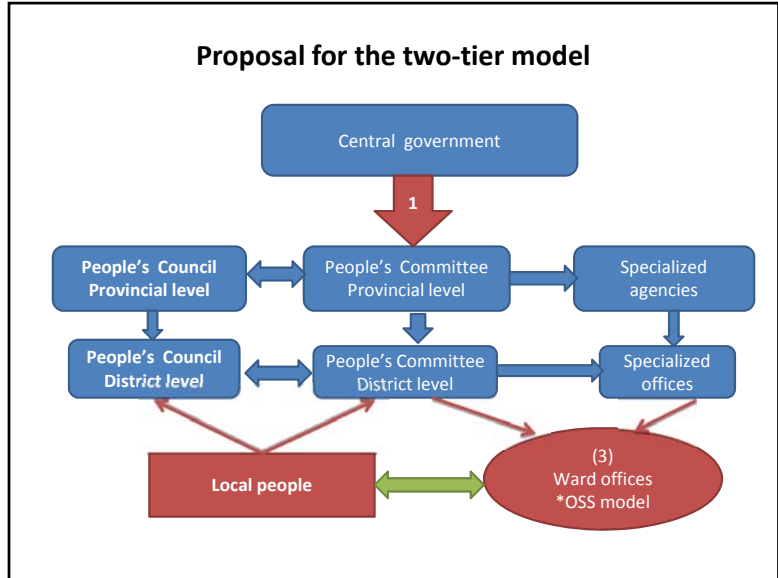 Proposal for the two-tier model
Central government
1
People's Council
Provincial level
People's Committee
Provincial level
Specialized
agencies
People's Council
District level
People's Committee
District level
Specialized
offices
Local people
(3)
Ward offices
*OSS model